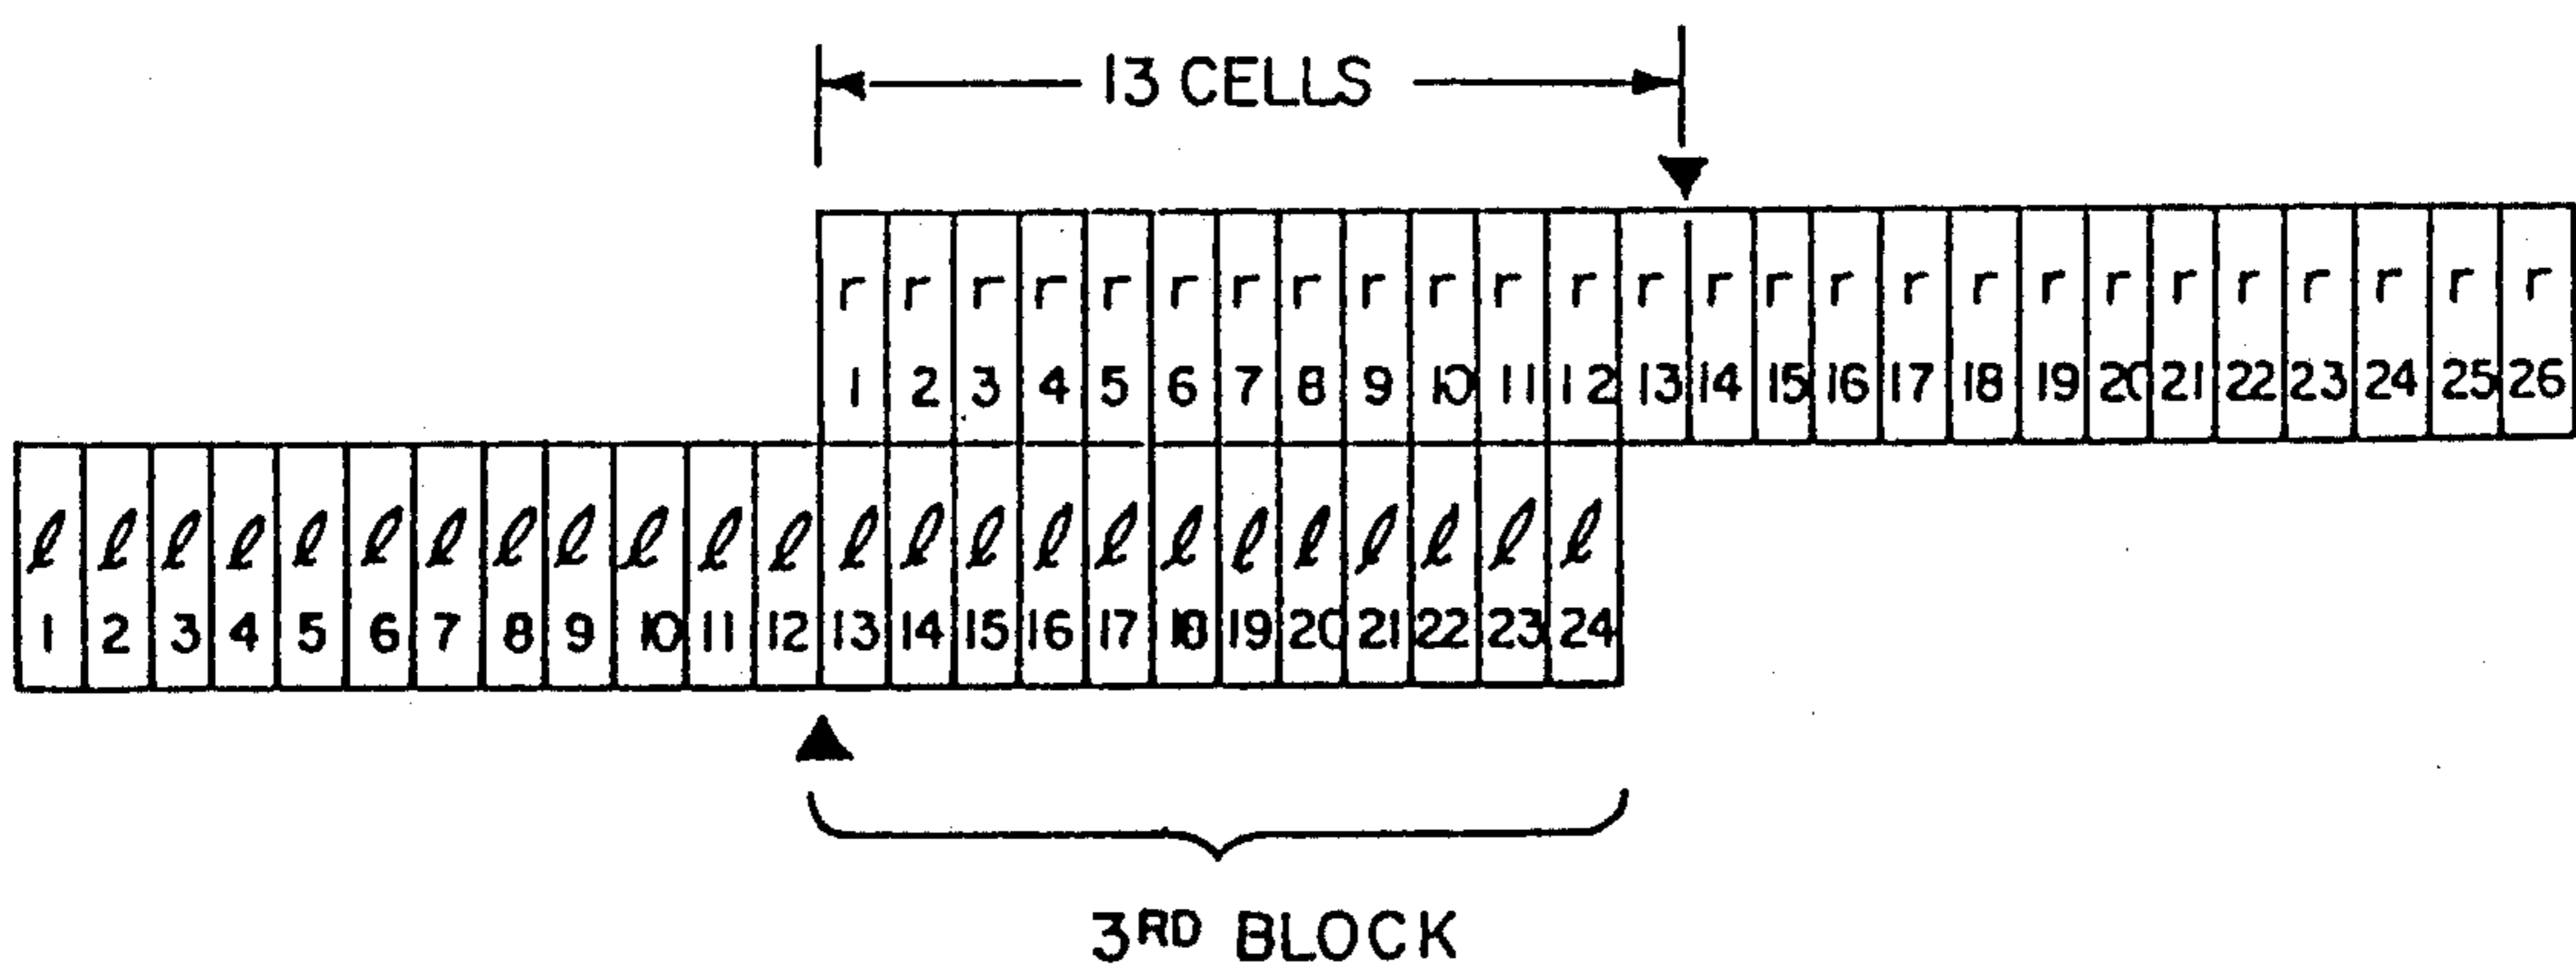 13 CELLS
r r r r r r r r r r r r r r r r r r r r r r r r r r
1 2 3 4 5 6 7 8 9 10 11 12 13 14 15 16 17 18 19 20 21 22 23 24 25 26
ℓ ℓ ℓ ℓ ℓ ℓ ℓ ℓ ℓ ℓ ℓ ℓ ℓ ℓ ℓ ℓ ℓ ℓ ℓ ℓ ℓ ℓ ℓ ℓ
1 2 3 4 5 6 7 8 9 10 11 12 13 14 15 16 17 18 19 20 21 22 23 24
3RD BLOCK